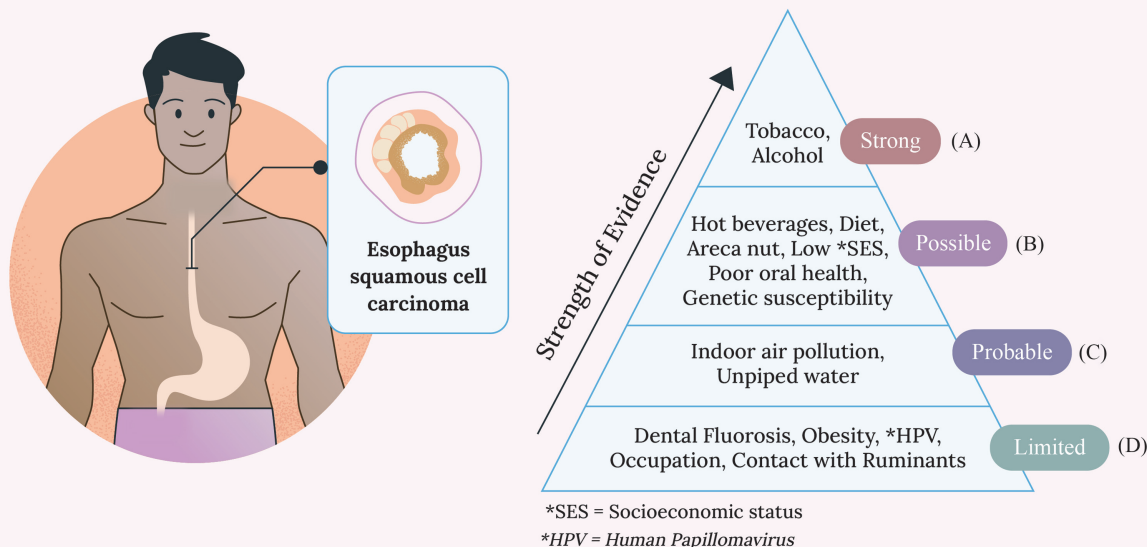 Esophagus
squamous cell
carcinoma
Strength of Evidence
Tobacco,
Alcohol
Strong (A)
Hot beverages, Diet,
Areca nut, Low *SES,
Poor oral health,
Genetic susceptibility
Possible (B)
Indoor air pollution,
Unpiped water
Probable (C)
Dental Fluorosis, Obesity, *HPV,
Occupation, Contact with Ruminants
Limited (D)
*SES = Socioeconomic status
*HPV = Human Papillomavirus